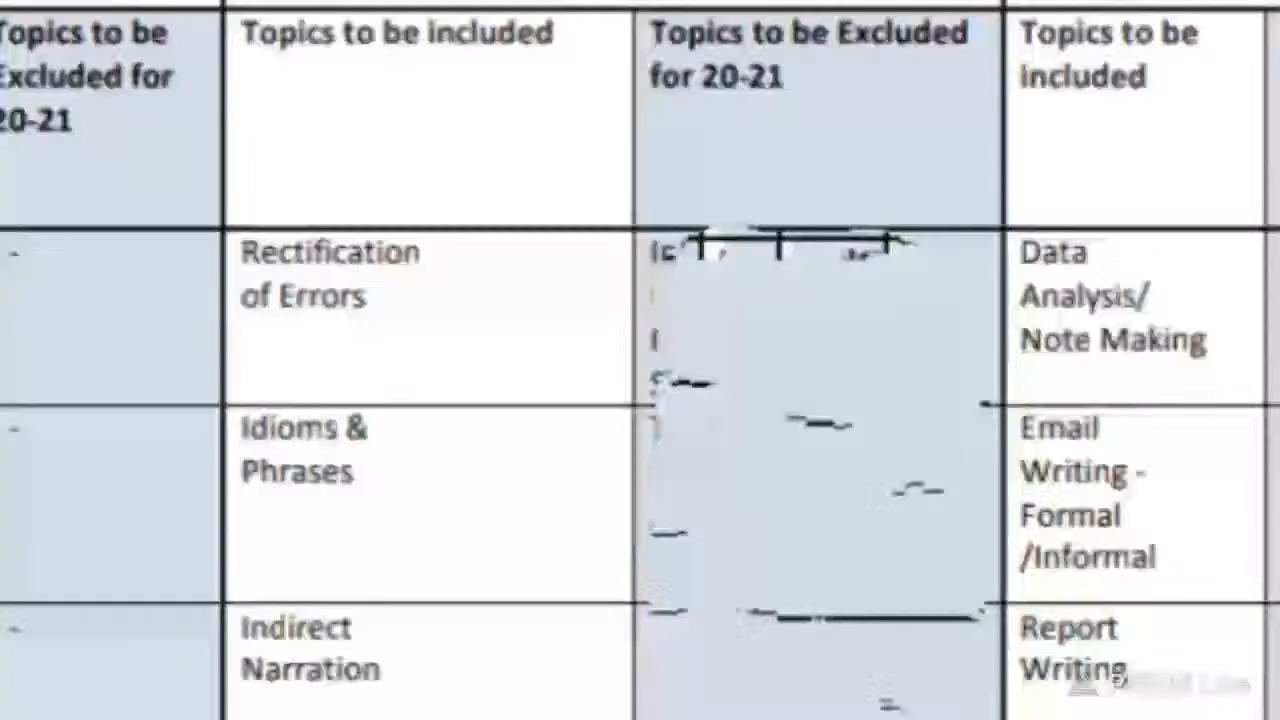 Topics to be
Excluded for
20-21
Topics to be included
Topics to be Excluded
for 20-21
Topics to be
included
-
Rectification
of Errors
Data
Analysis/
Note Making
-
Idioms &
Phrases
Email
Writing -
Formal
/Informal
-
Indirect
Narration
Report
Writing